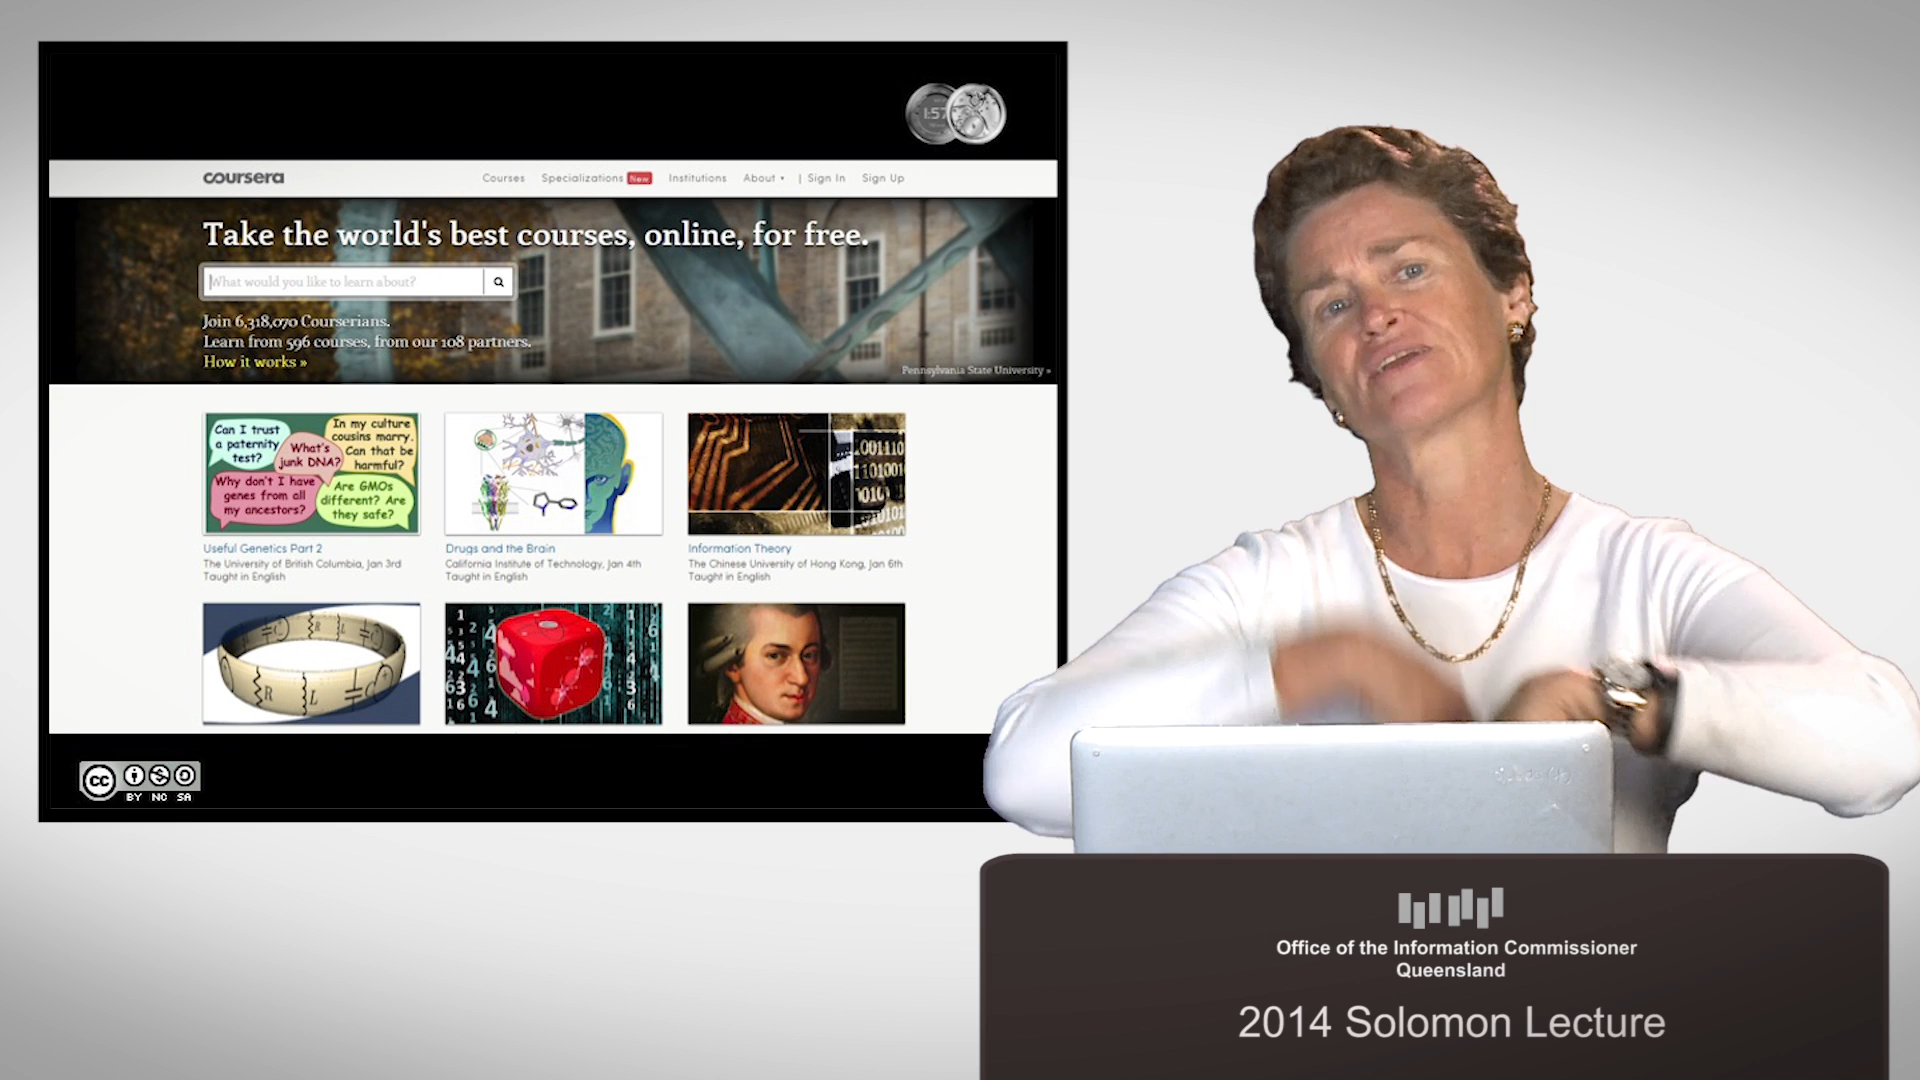 coursera
Courses Specializations New Institutions About | Sign In Sign Up
Take the world's best courses, online, for free.
What would you like to learn about?
Join 6,318,070 Courserians.
Learn from 596 courses, from our 108 partners.
How it works »
Pennsylvania State University »
Can I trust a paternity test?
In my culture cousins marry. Can that be harmful?
What's junk DNA?
Why don't I have genes from all my ancestors?
Are GMOs different? Are they safe?
Useful Genetics Part 2
The University of British Columbia, Jan 3rd
Taught in English
Drugs and the Brain
California Institute of Technology, Jan 4th
Taught in English
Information Theory
The Chinese University of Hong Kong, Jan 6th
Taught in English
R L
cc
BY NC SA
Office of the Information Commissioner
Queensland
2014 Solomon Lecture